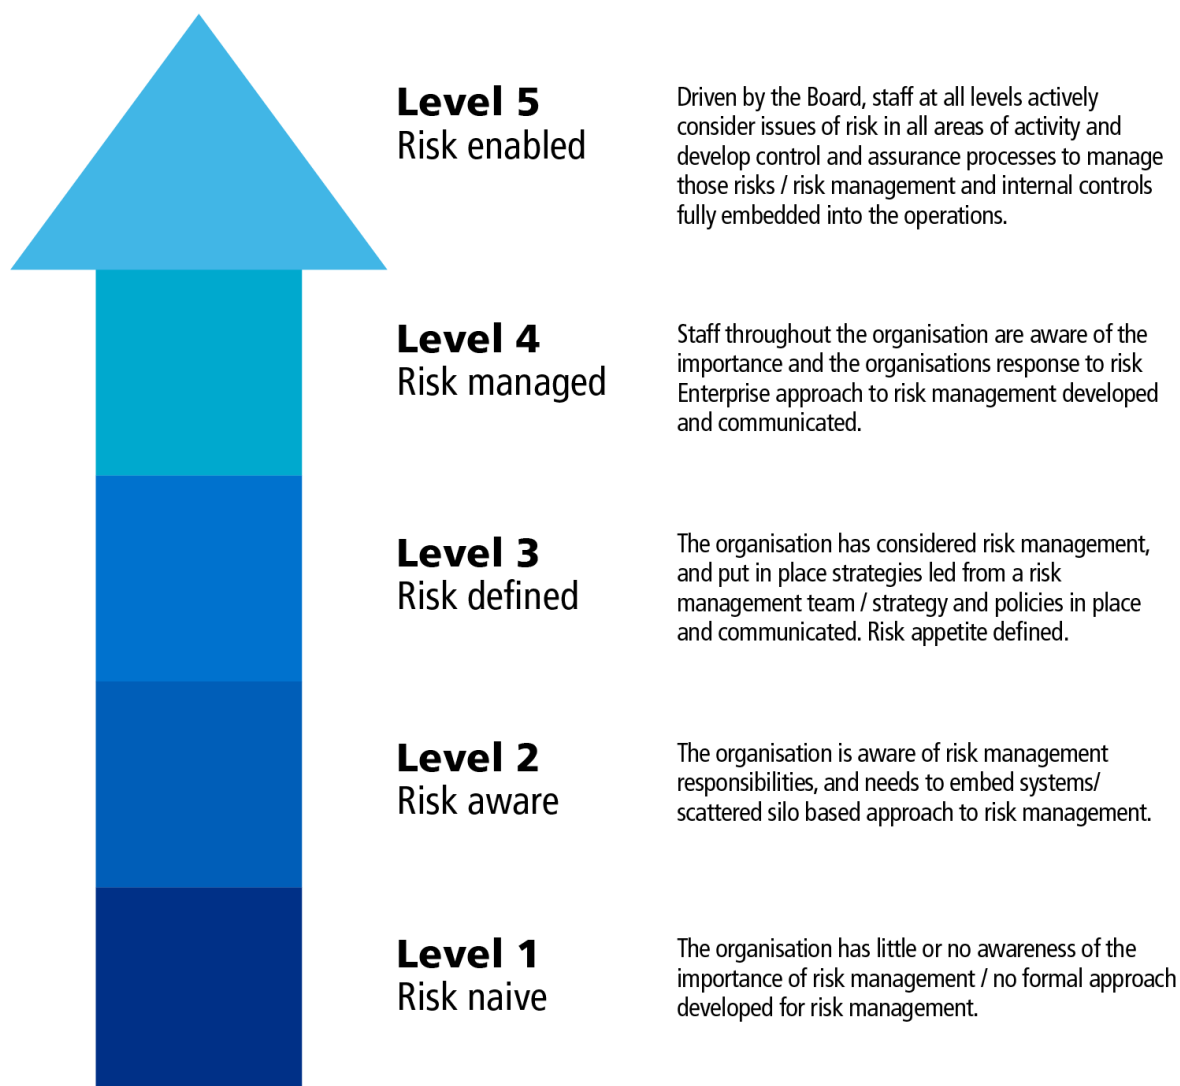 Level 5
Risk enabled
Driven by the Board, staff at all levels actively
consider issues of risk in all areas of activity and
develop control and assurance processes to manage
those risks / risk management and internal controls
fully embedded into the operations.
Level 4
Risk managed
Staff throughout the organisation are aware of the
importance and the organisations response to risk
Enterprise approach to risk management developed
and communicated.
Level 3
Risk defined
The organisation has considered risk management,
and put in place strategies led from a risk
management team / strategy and policies in place
and communicated. Risk appetite defined.
Level 2
Risk aware
The organisation is aware of risk management
responsibilities, and needs to embed systems/
scattered silo based approach to risk management.
Level 1
Risk naive
The organisation has little or no awareness of the
importance of risk management / no formal approach
developed for risk management.